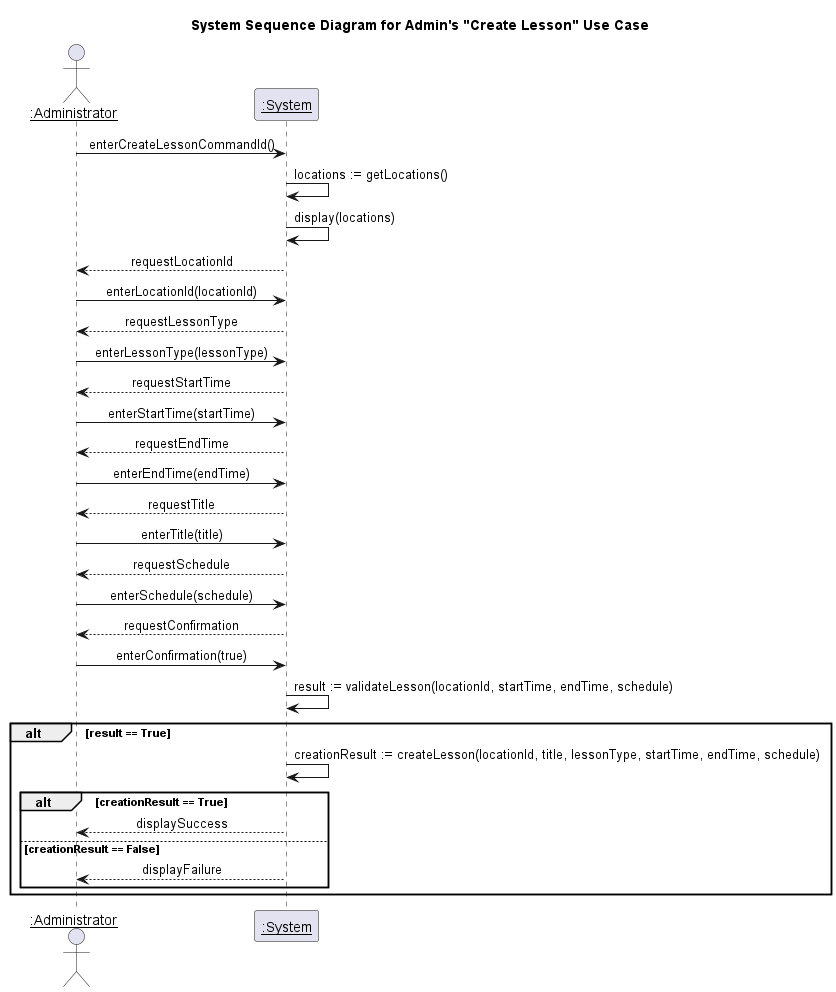 System Sequence Diagram for Admin's "Create Lesson" Use Case
:Administrator
:System
enterCreateLessonCommandId()
locations := getLocations()
display(locations)
requestLocationId
enterLocationId(locationId)
requestLessonType
enterLessonType(lessonType)
requestStartTime
enterStartTime(startTime)
requestEndTime
enterEndTime(endTime)
requestTitle
enterTitle(title)
requestSchedule
enterSchedule(schedule)
requestConfirmation
enterConfirmation(true)
result := validateLesson(locationId, startTime, endTime, schedule)
alt [result == True]
creationResult := createLesson(locationId, title, lessonType, startTime, endTime, schedule)
alt [creationResult == True]
displaySuccess
[creationResult == False]
displayFailure
:Administrator
:System